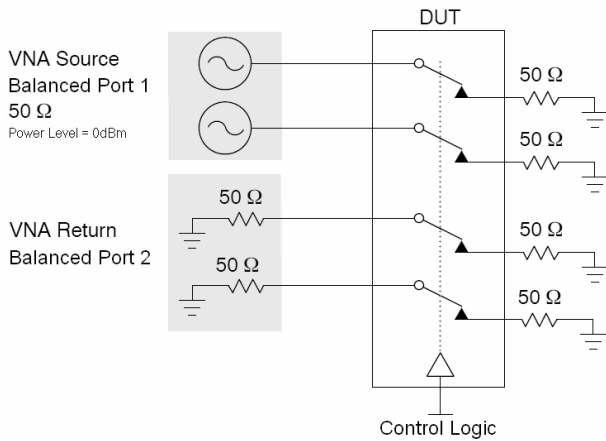 DUT
VNA Source
Balanced Port 1
50 Ω
Power Level = 0dBm
50 Ω
50 Ω
VNA Return
Balanced Port 2
50 Ω
50 Ω
50 Ω
50 Ω
Control Logic